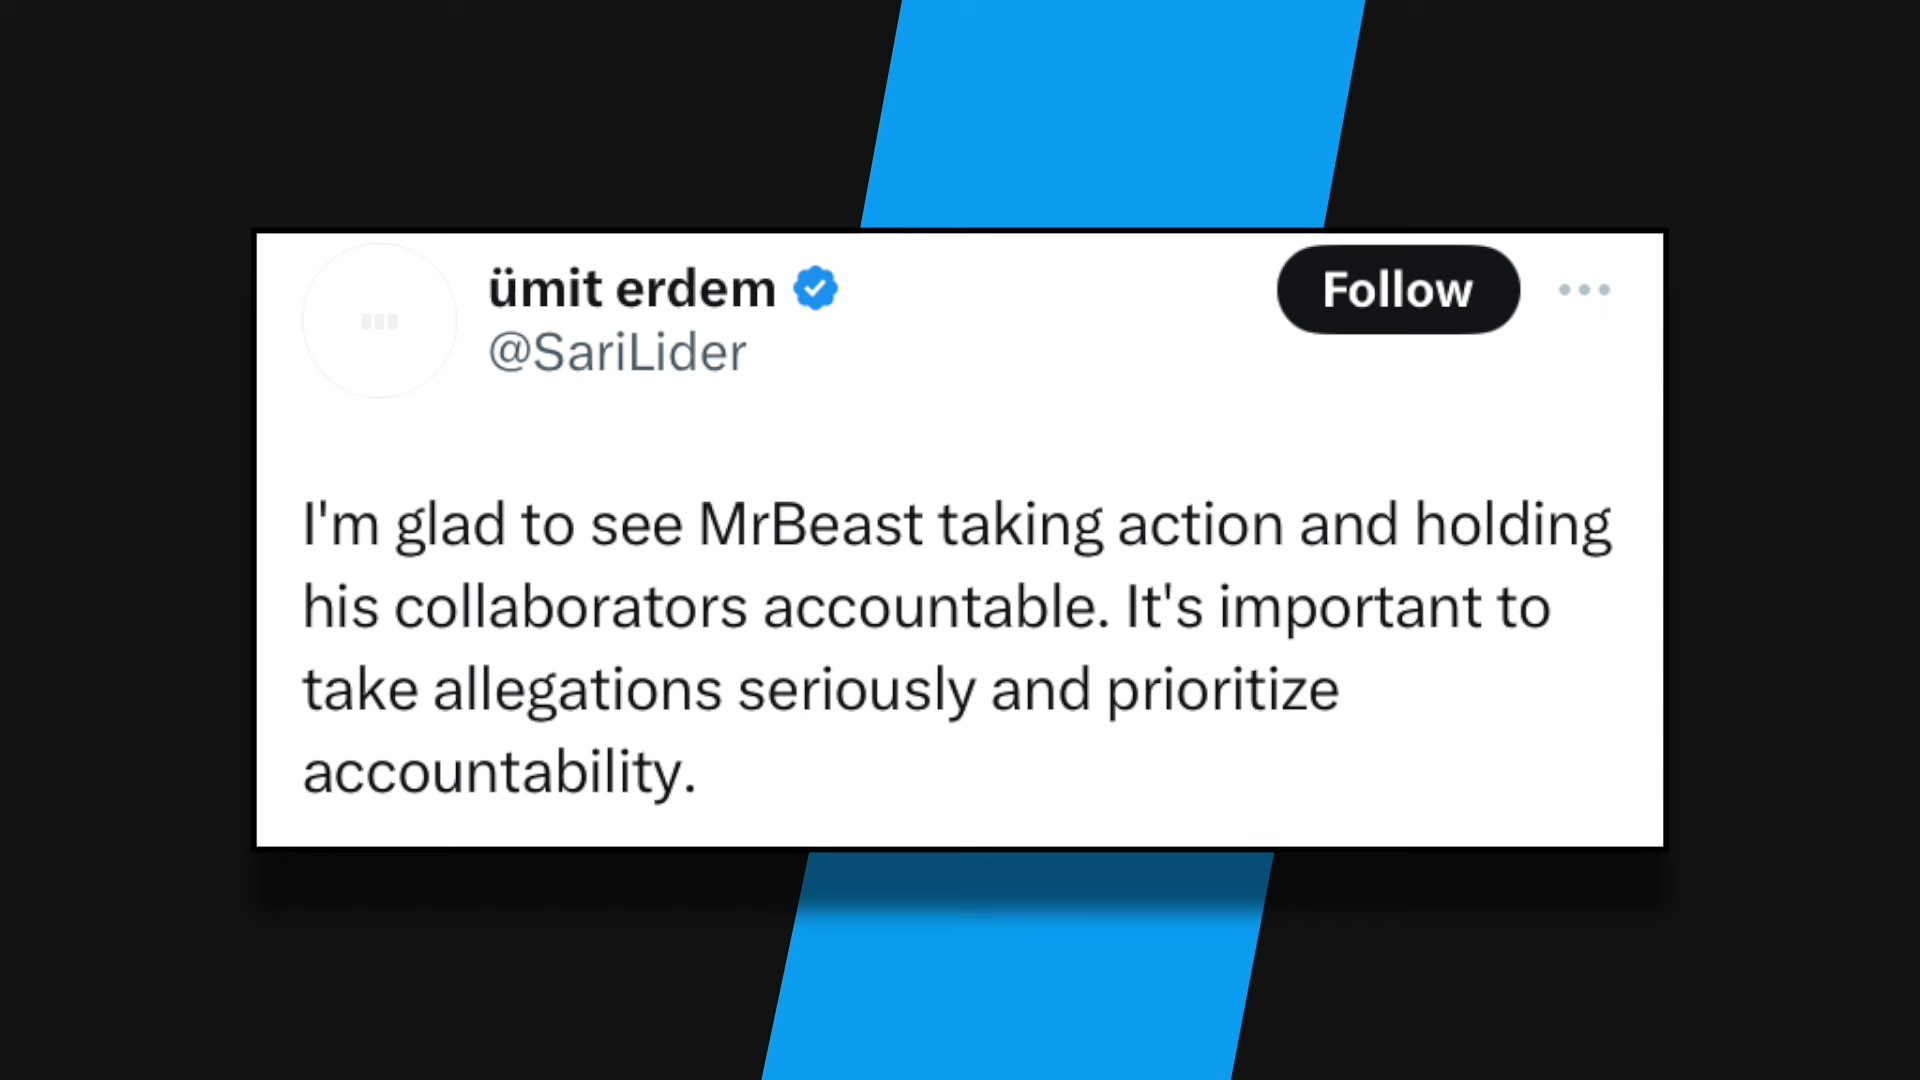 ümit erdem
@SariLider
Follow
I'm glad to see MrBeast taking action and holding
his collaborators accountable. It's important to
take allegations seriously and prioritize
accountability.